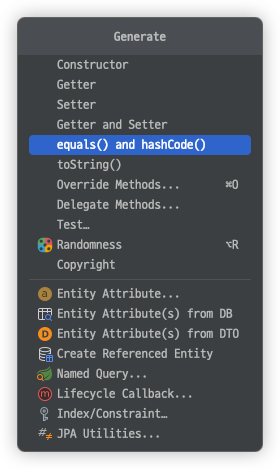 Generate
Constructor
Getter
Setter
Getter and Setter
equals() and hashCode()
toString()
Override Methods... ⌘O
Delegate Methods...
Test…
Randomness ⌥R
Copyright
a Entity Attribute...
Entity Attribute(s) from DB
D Entity Attribute(s) from DTO
Create Referenced Entity
Named Query...
m Lifecycle Callback...
Index/Constraint…
JPA Utilities...